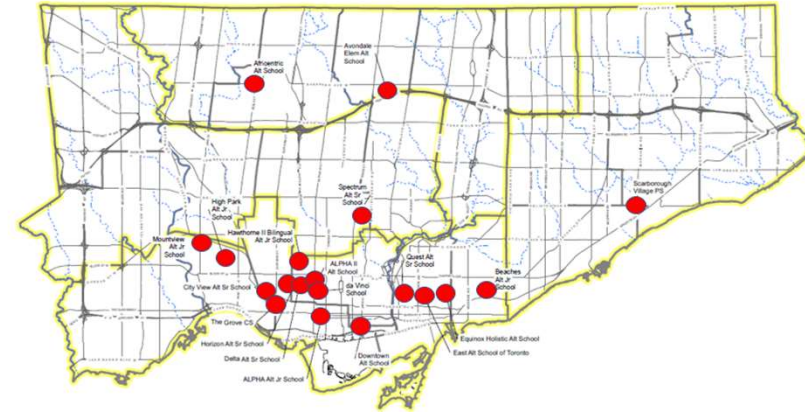 Africentric
Alt School
Avondale
Elem Alt
School
Scarborough
Village PS
Spectrum
Alt Sr
School
High Park
Alt Jr
School
Hawthorne II Bilingual
Alt Jr School
Mountview
Alt Jr
School
ALPHA II
Alt School
Quest Alt
Sr School
Beaches
Alt Jr
School
City View Alt Sr School
da Vinci
School
The Grove CS
Horizon Alt Sr School
Delta Alt Sr School
ALPHA Alt Jr School
Downtown
Alt School
Equinox Holistic Alt School
East Alt School of Toronto